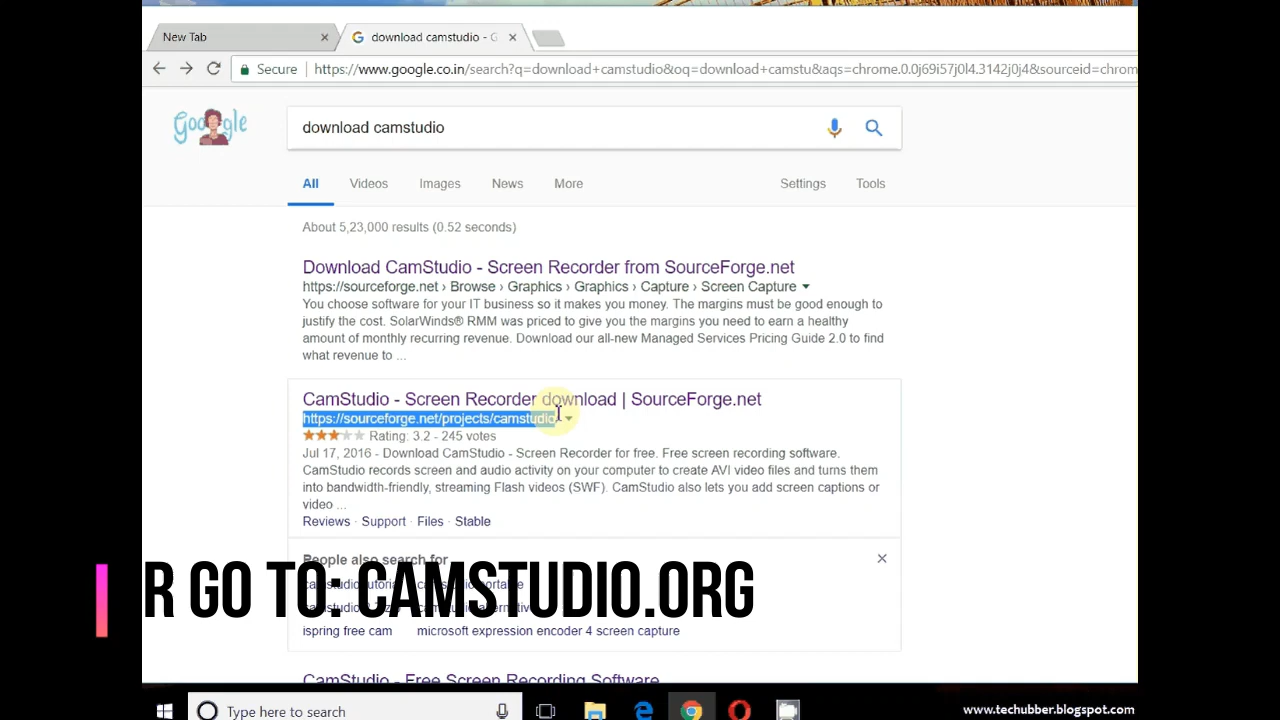 New Tab
download camstudio - G
Secure
https://www.google.co.in/search?q=download+camstudio&oq=download+camstu&aqs=chrome.0.0j69i57j0l4.3142j0j4&sourceid=chrom
Google
download camstudio
All Videos Images News More Settings Tools
About 5,23,000 results (0.52 seconds)
Download CamStudio - Screen Recorder from SourceForge.net
https://sourceforge.net › Browse › Graphics › Graphics › Capture › Screen Capture
You choose software for your IT business so it makes you money. The margins must be good enough to
justify the cost. SolarWinds® RMM was priced to give you the margins you need to earn a healthy
amount of monthly recurring revenue. Download our all-new Managed Services Pricing Guide 2.0 to find
what revenue to ...
CamStudio - Screen Recorder download | SourceForge.net
https://sourceforge.net/projects/camstudio
Rating: 3.2 - 245 votes
Jul 17, 2016 - Download CamStudio - Screen Recorder for free. Free screen recording software.
CamStudio records screen and audio activity on your computer to create AVI video files and turns them
into bandwidth-friendly, streaming Flash videos (SWF). CamStudio also lets you add screen captions or
video ...
Reviews · Support · Files · Stable
People also search for
R GO TO: CAMSTUDIO.ORG
ispring free cam microsoft expression encoder 4 screen capture
CamStudio - Free Screen Recording Software
Type here to search
www.techubber.blogspot.com